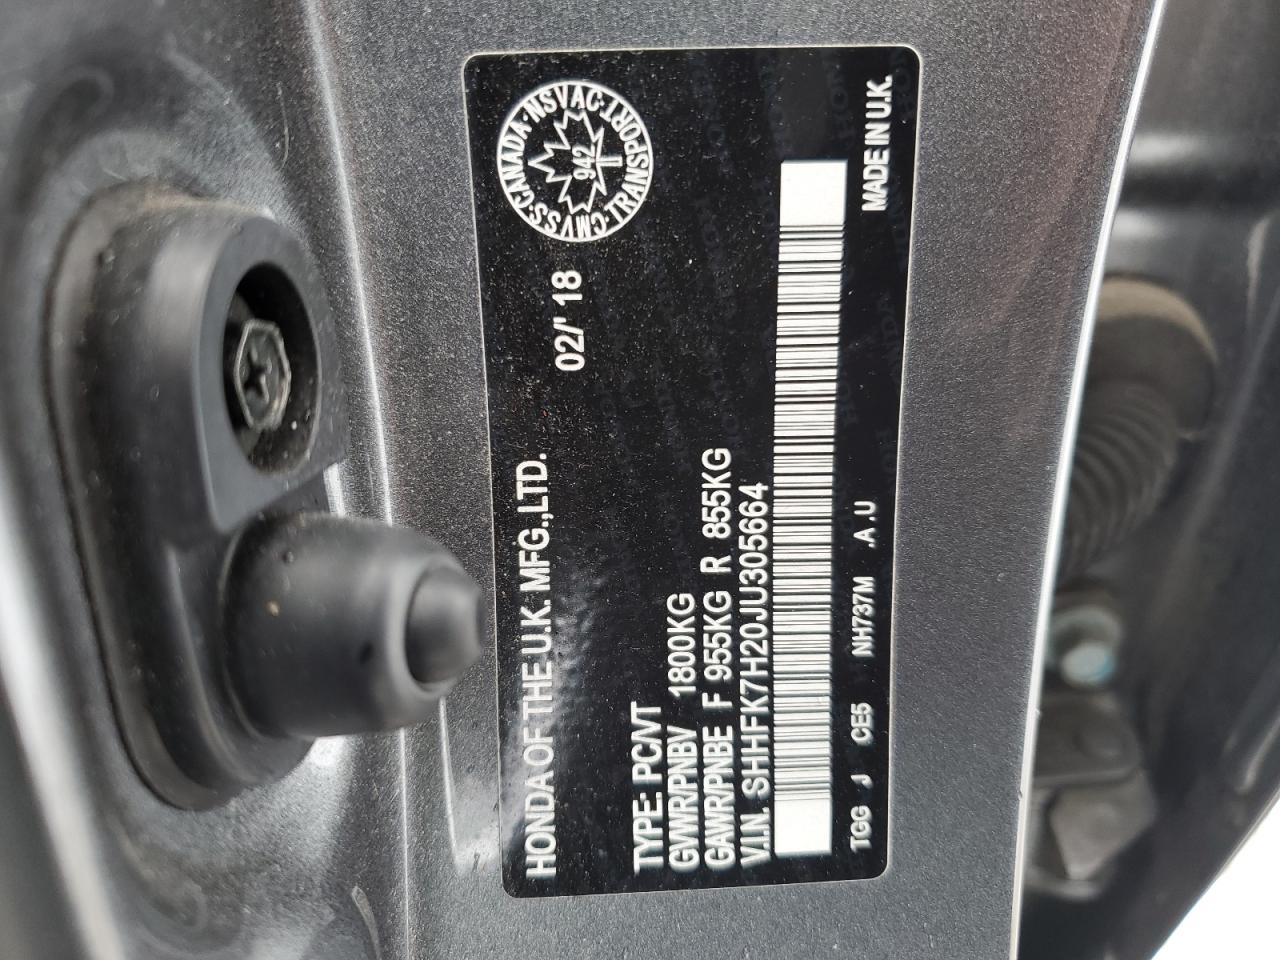 HONDA OF THE U.K. MFG.,LTD.
02/'18
CMVSS·CANADA·NSVAC·TRANSPORT·
942
TYPE: PC/VT
GVWR/PNBV 1800KG
GAWR/PNBE F 955KG R 855KG
V.I.N. SHHFK7H20JU305664
TGG J CE5 NH737M .A .U MADE IN U.K.